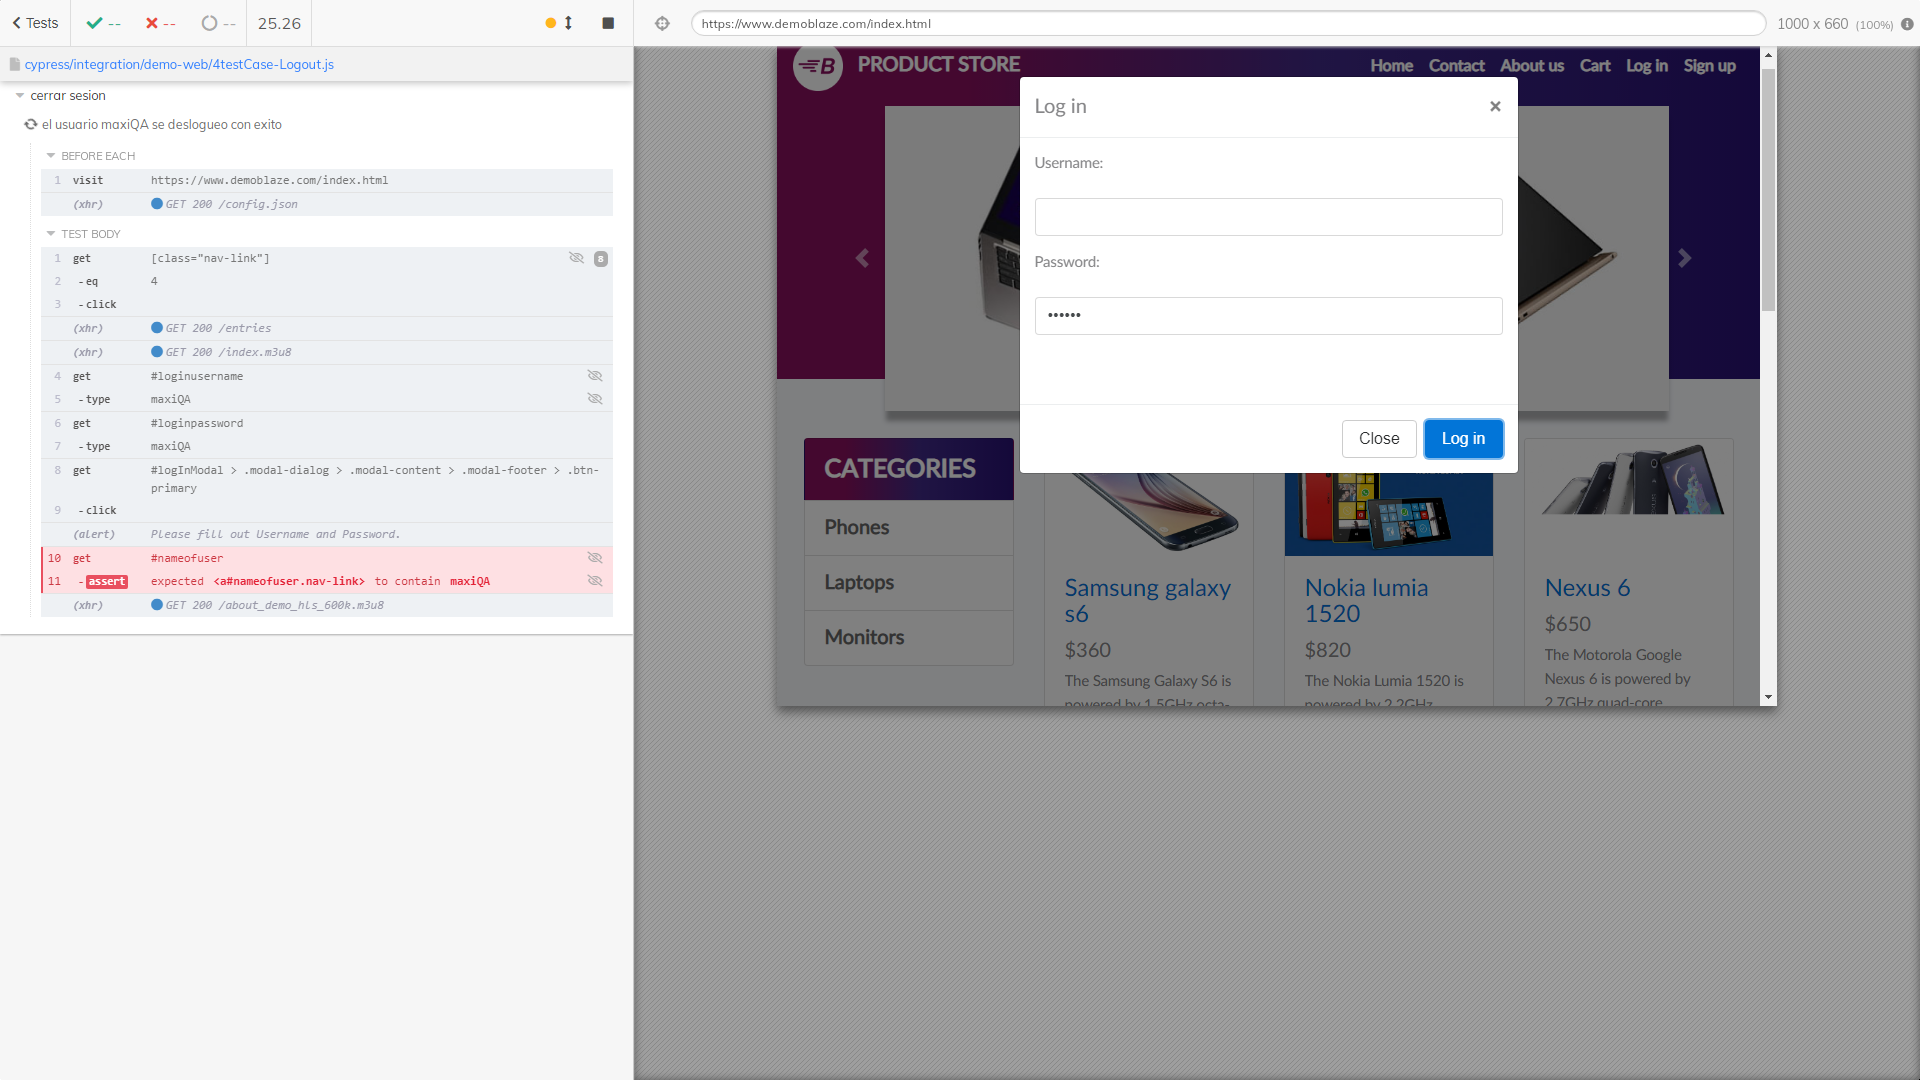 Tests
--
--
--
25.26
https://www.demoblaze.com/index.html
1000 x 660 (100%)
cypress/integration/demo-web/4testCase-Logout.js
cerrar sesion
el usuario maxiQA se deslogueo con exito
BEFORE EACH
1 visit https://www.demoblaze.com/index.html
(xhr) GET 200 /config.json
TEST BODY
1 get [class="nav-link"] 8
2 -eq 4
3 -click
(xhr) GET 200 /entries
(xhr) GET 200 /index.m3u8
4 get #loginusername
5 -type maxiQA
6 get #loginpassword
7 -type maxiQA
8 get #logInModal > .modal-dialog > .modal-content > .modal-footer > .btn-
primary
9 -click
(alert) Please fill out Username and Password.
10 get #nameofuser
11 -assert expected <a#nameofuser.nav-link> to contain maxiQA
(xhr) GET 200 /about_demo_hls_600k.m3u8
PRODUCT STORE
Home Contact About us Cart Log in Sign up
Log in ×
Username:
Password:
••••••
Close Log in
CATEGORIES
Phones
Laptops
Monitors
Samsung galaxy
s6
$360
The Samsung Galaxy S6 is
powered by 1.5GHz octa-
Nokia lumia
1520
$820
The Nokia Lumia 1520 is
powered by 2.2GHz
Nexus 6
$650
The Motorola Google
Nexus 6 is powered by
2.7GHz quad-core